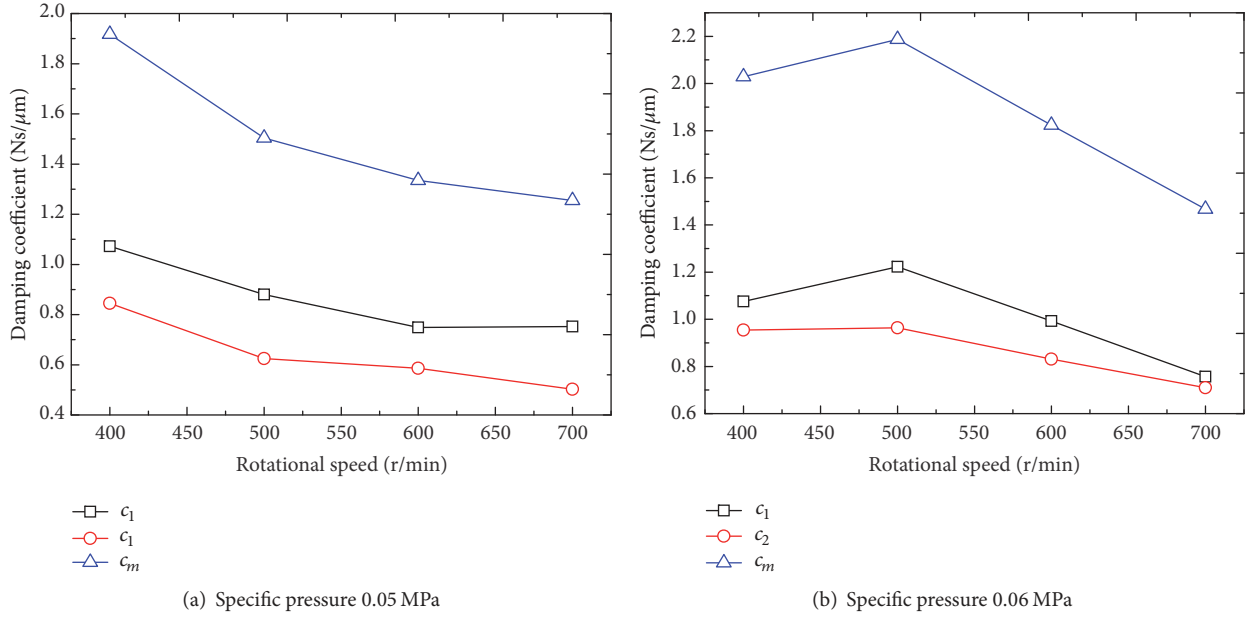 2.0
1.8
1.6
1.4
1.2
1.0
0.8
0.6
0.4
Damping coefficient (Ns/μm)
400 450 500 550 600 650 700
Rotational speed (r/min)
c1
c1
cm
(a) Specific pressure 0.05 MPa
2.2
2.0
1.8
1.6
1.4
1.2
1.0
0.8
0.6
Damping coefficient (Ns/μm)
400 450 500 550 600 650 700
Rotational speed (r/min)
c1
c2
cm
(b) Specific pressure 0.06 MPa